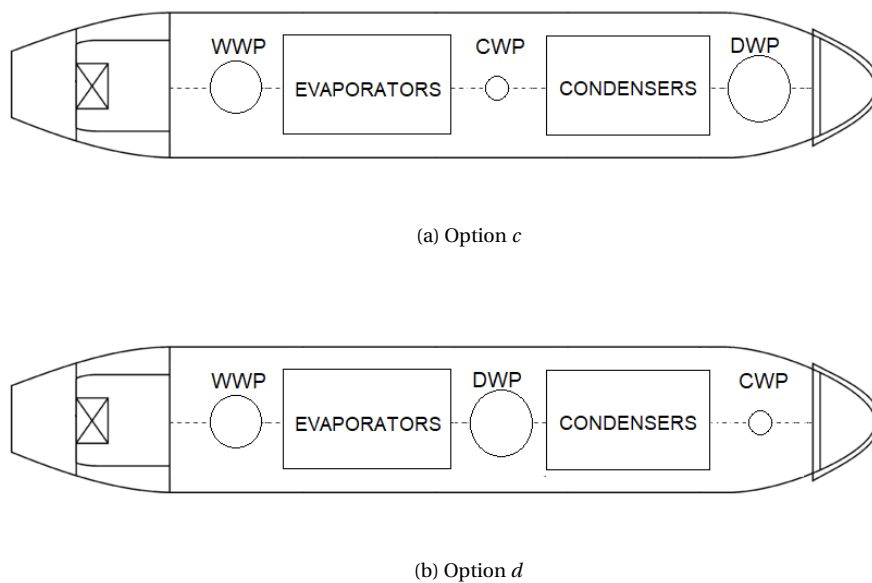 WWP
CWP
DWP
EVAPORATORS
CONDENSERS
(a) Option c
WWP
DWP
CWP
EVAPORATORS
CONDENSERS
(b) Option d